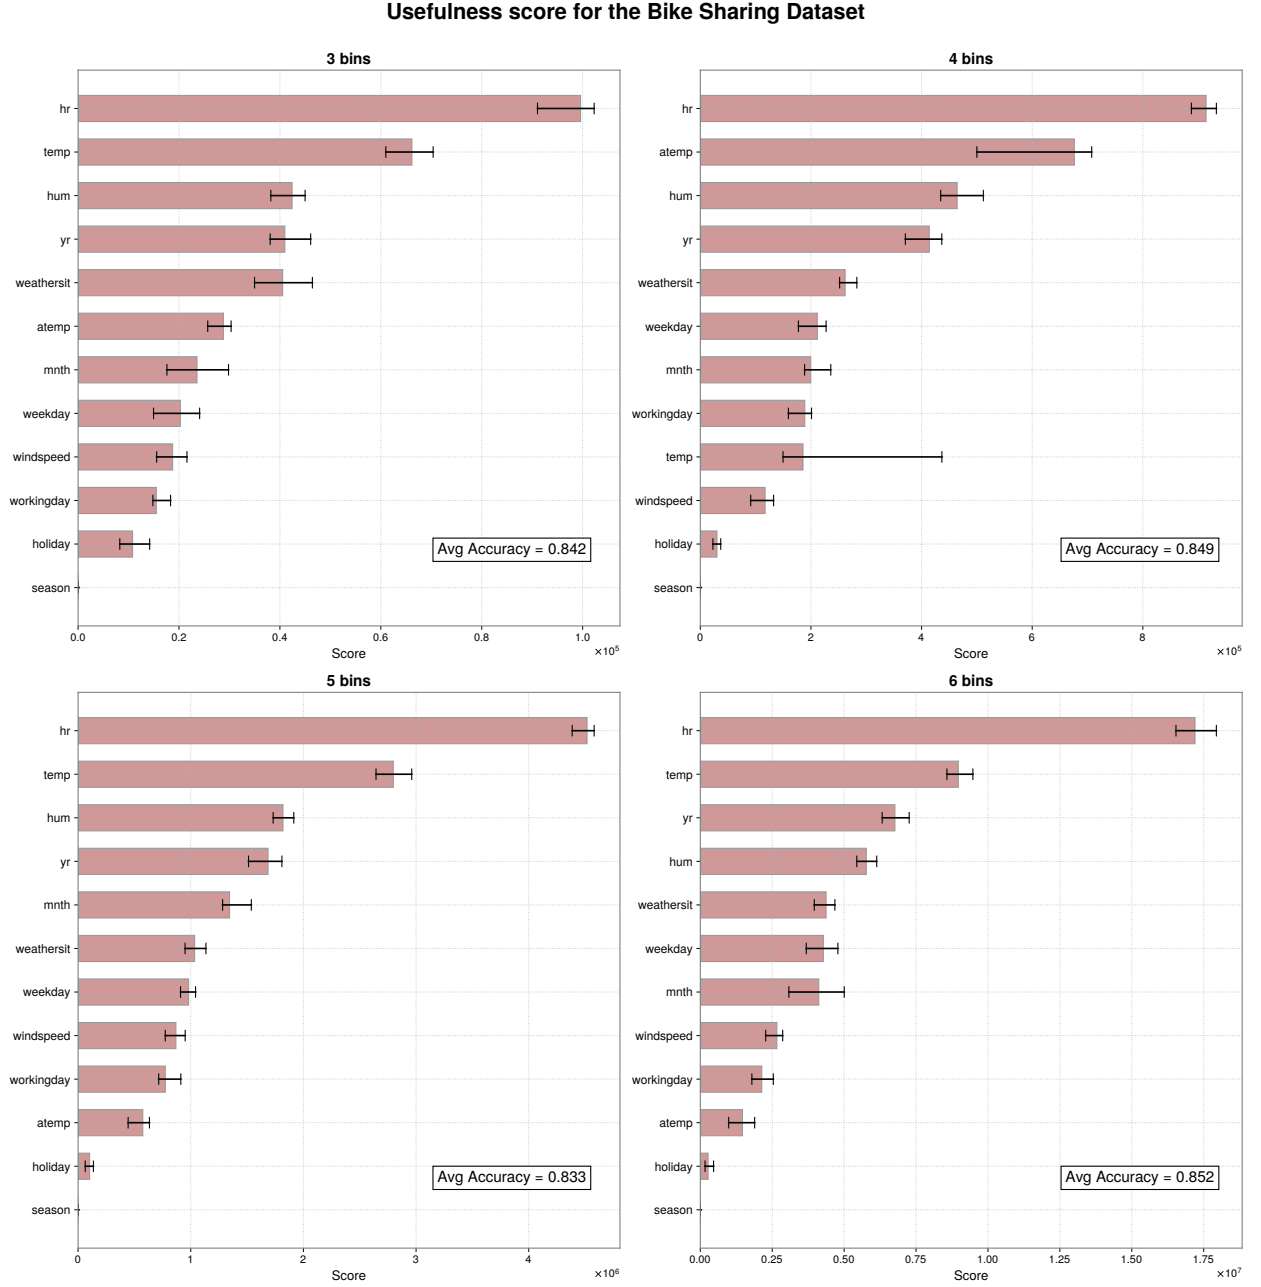 Usefulness score for the Bike Sharing Dataset
3 bins
hr
temp
hum
yr
weathersit
atemp
mnth
weekday
windspeed
workingday
holiday
season
Avg Accuracy = 0.842
0.0 0.2 0.4 0.6 0.8 1.0
Score
×10⁵
4 bins
hr
atemp
hum
yr
weathersit
weekday
mnth
workingday
temp
windspeed
holiday
season
Avg Accuracy = 0.849
0 2 4 6 8
Score
×10⁵
5 bins
hr
temp
hum
yr
mnth
weathersit
weekday
windspeed
workingday
atemp
holiday
season
Avg Accuracy = 0.833
0 1 2 3 4
Score
×10⁶
6 bins
hr
temp
yr
hum
weathersit
weekday
mnth
windspeed
workingday
atemp
holiday
season
Avg Accuracy = 0.852
0.00 0.25 0.50 0.75 1.00 1.25 1.50 1.75
Score
×10⁷